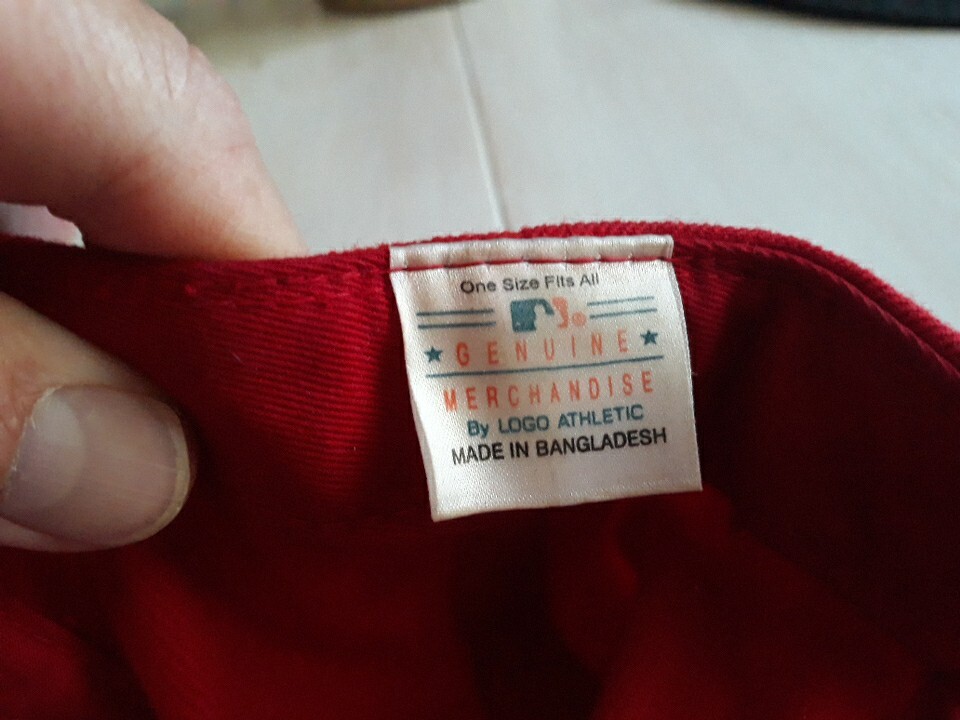 One Size Fits All
GENUINE
MERCHANDISE
By LOGO ATHLETIC
MADE IN BANGLADESH